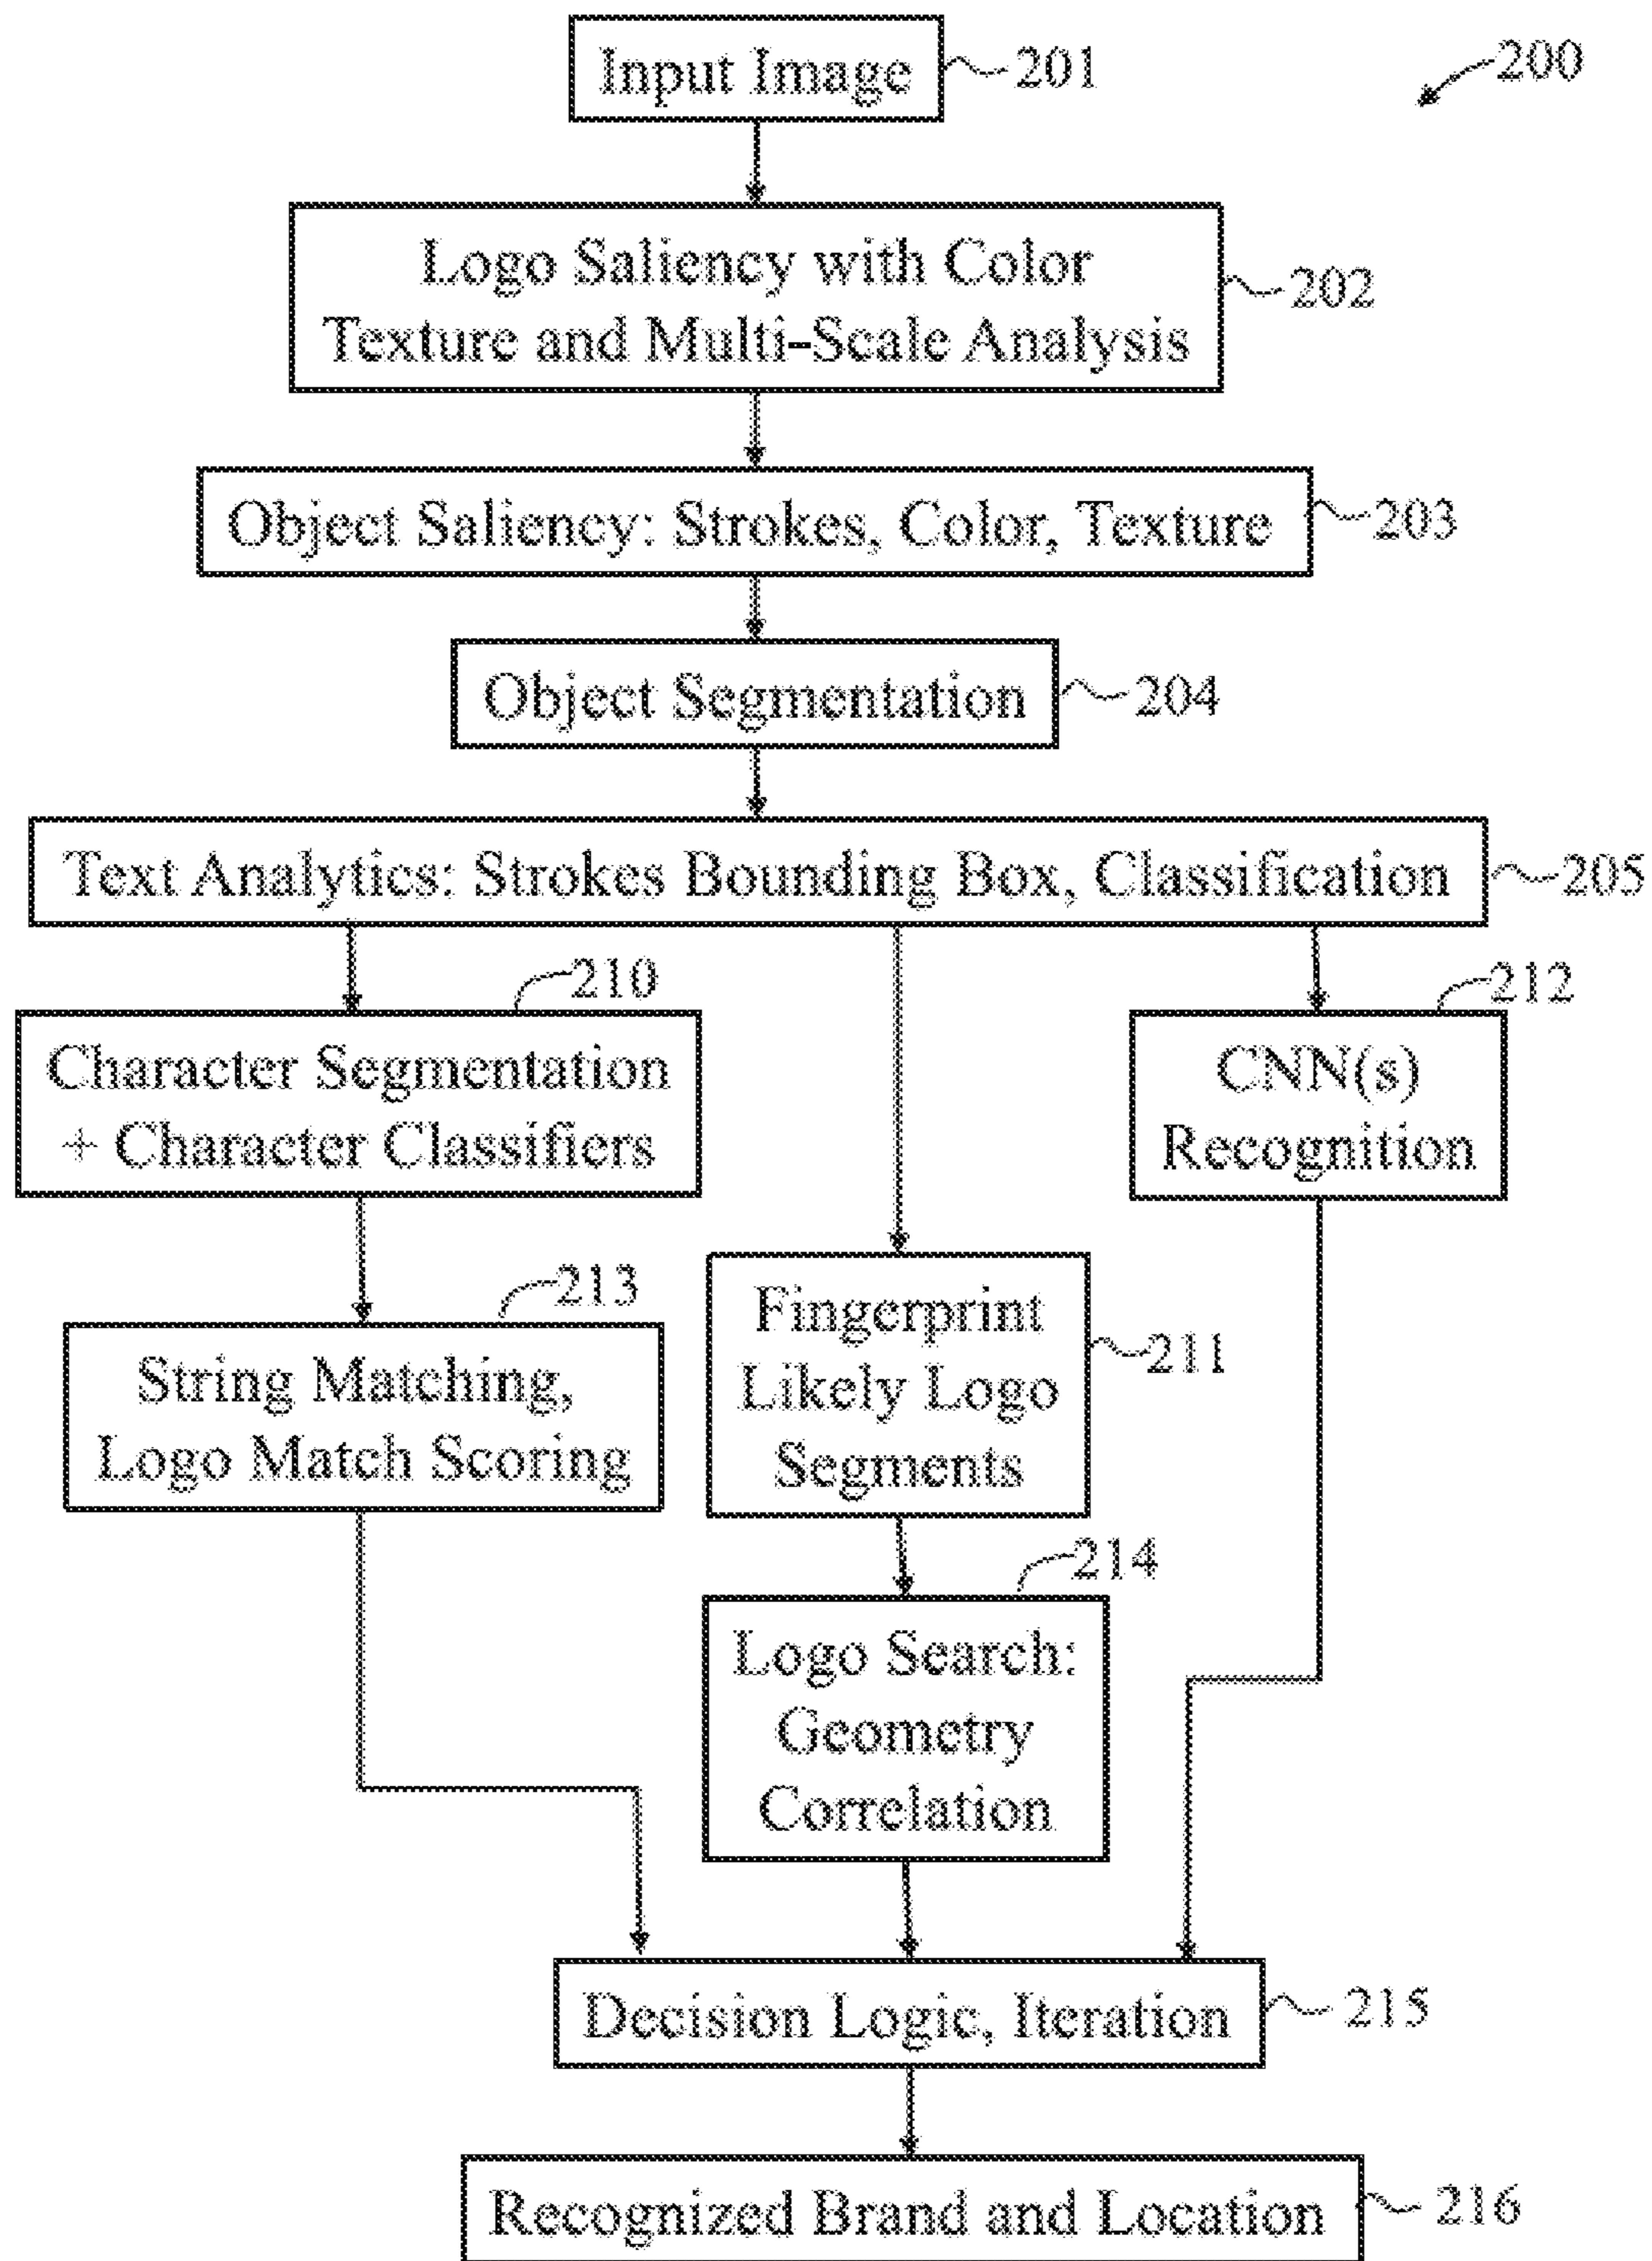 Input Image
201
200
Logo Saliency with Color
Texture and Multi-Scale Analysis
202
Object Saliency: Strokes, Color, Texture
203
Object Segmentation
204
Text Analytics: Strokes Bounding Box, Classification
205
210
Character Segmentation
+ Character Classifiers
212
CNN(s)
Recognition
213
String Matching,
Logo Match Scoring
Fingerprint
Likely Logo
Segments
211
214
Logo Search:
Geometry
Correlation
Decision Logic, Iteration
215
Recognized Brand and Location
216